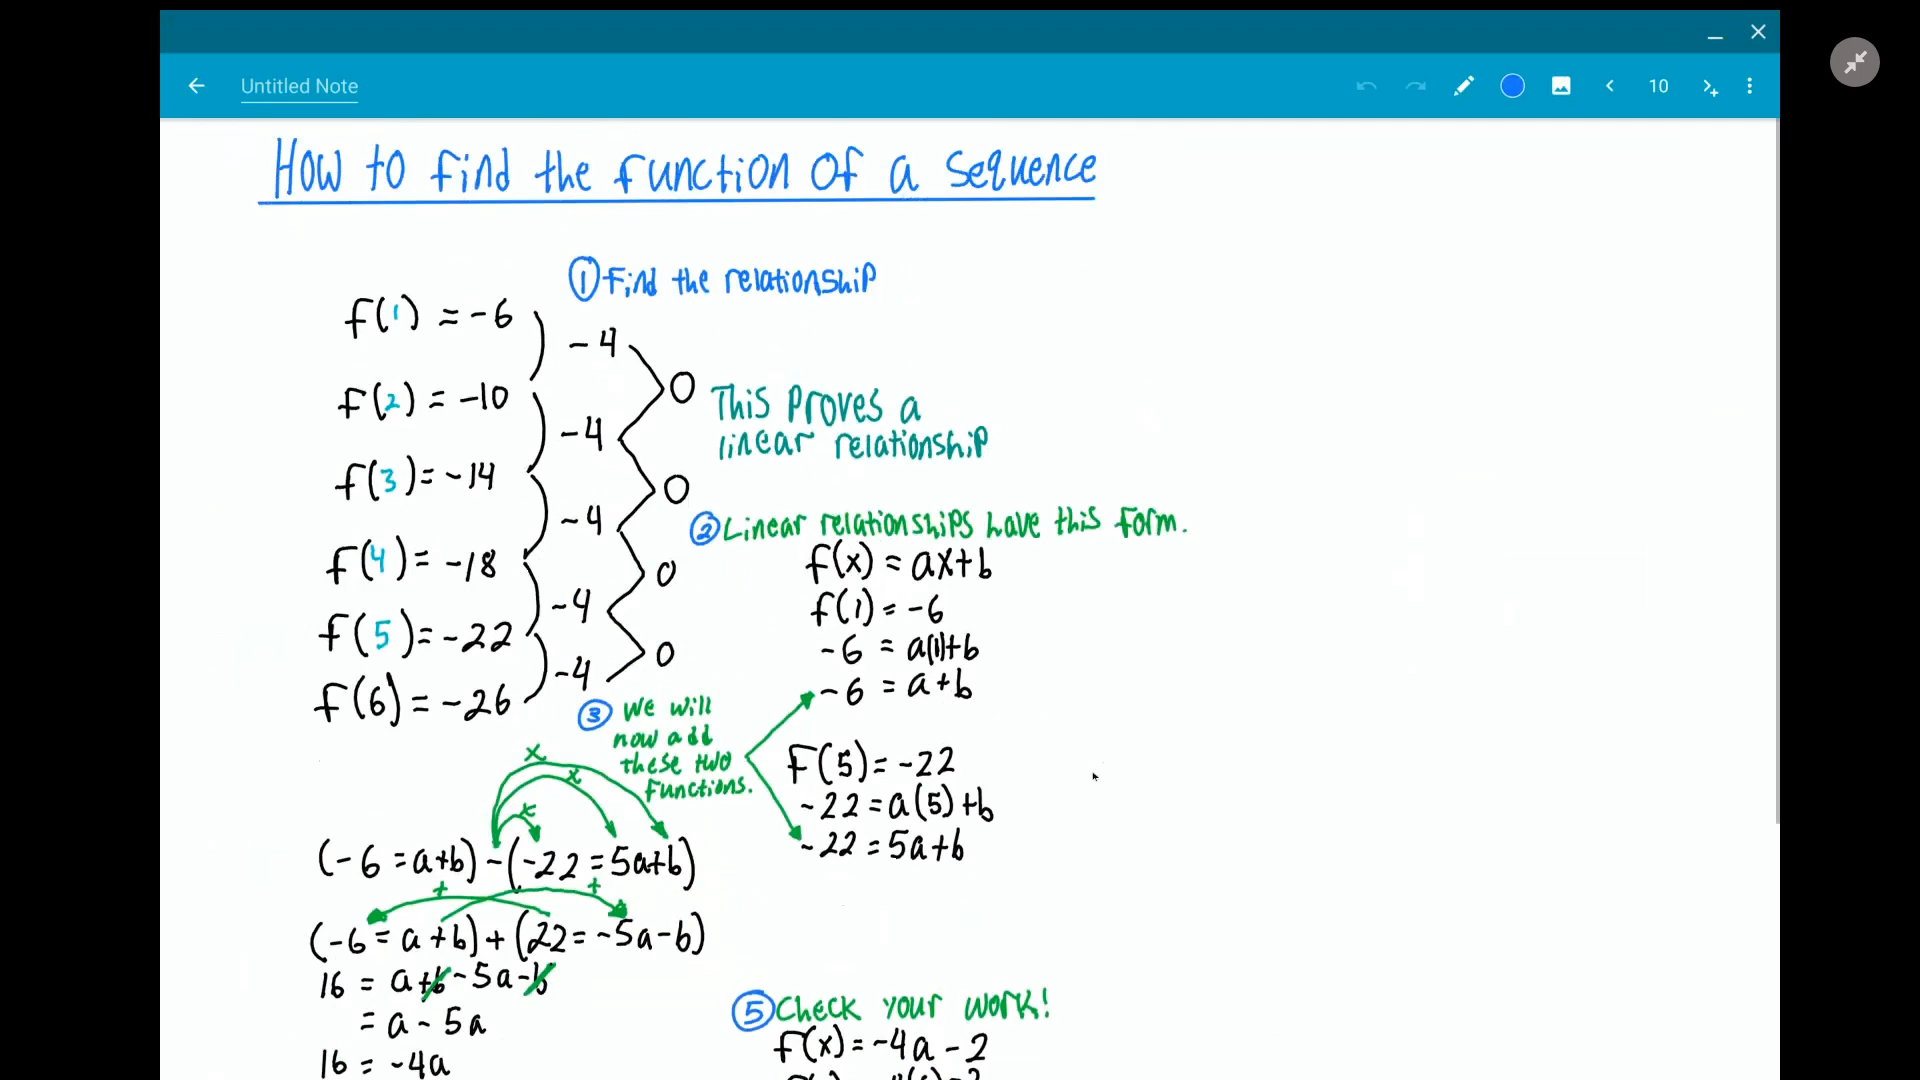 Untitled Note
10
How to find the function of a sequence
① Find the relationship
f(1) = -6
-4
0
f(2) = -10
This proves a
linear relationship
-4
0
f(3) = -14
-4
② Linear relationships have this form.
f(x) = ax+b
0
f(4) = -18
f(1) = -6
-4
f(5) = -22
-6 = a(1)+b
0
-4
-6 = a+b
f(6) = -26
③ We will
now add
these two
functions.
x
x
x
F(5) = -22
-22 = a(5)+b
-22 = 5a+b
(-6 = a+b) - (-22 = 5a+b)
+
+
(-6 = a+b) + (22 = -5a-b)
16 = a+b-5a-b
= a - 5a
16 = -4a
⑤ Check your work!
f(x) = -4a - 2